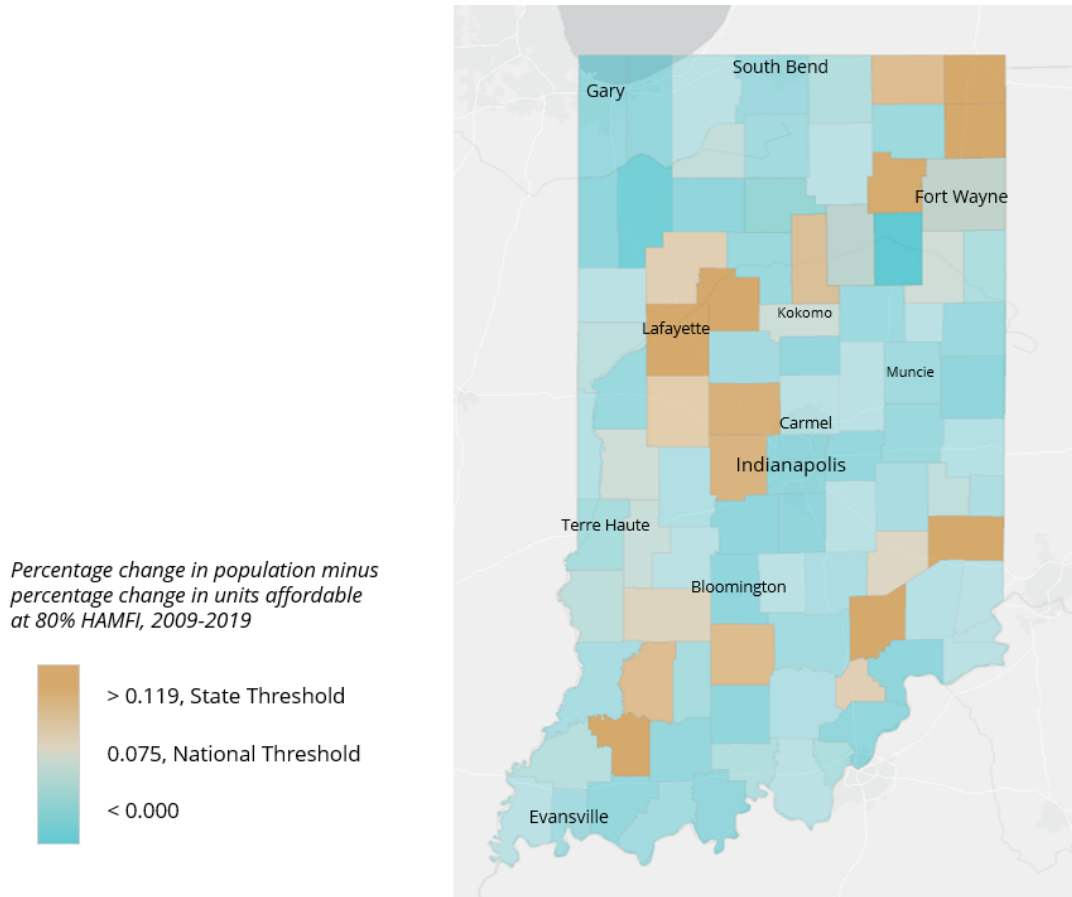 South Bend
Gary
Fort Wayne
Kokomo
Lafayette
Muncie
Carmel
Indianapolis
Terre Haute
Bloomington
Evansville
Percentage change in population minus
percentage change in units affordable
at 80% HAMFI, 2009-2019
> 0.119, State Threshold
0.075, National Threshold
< 0.000